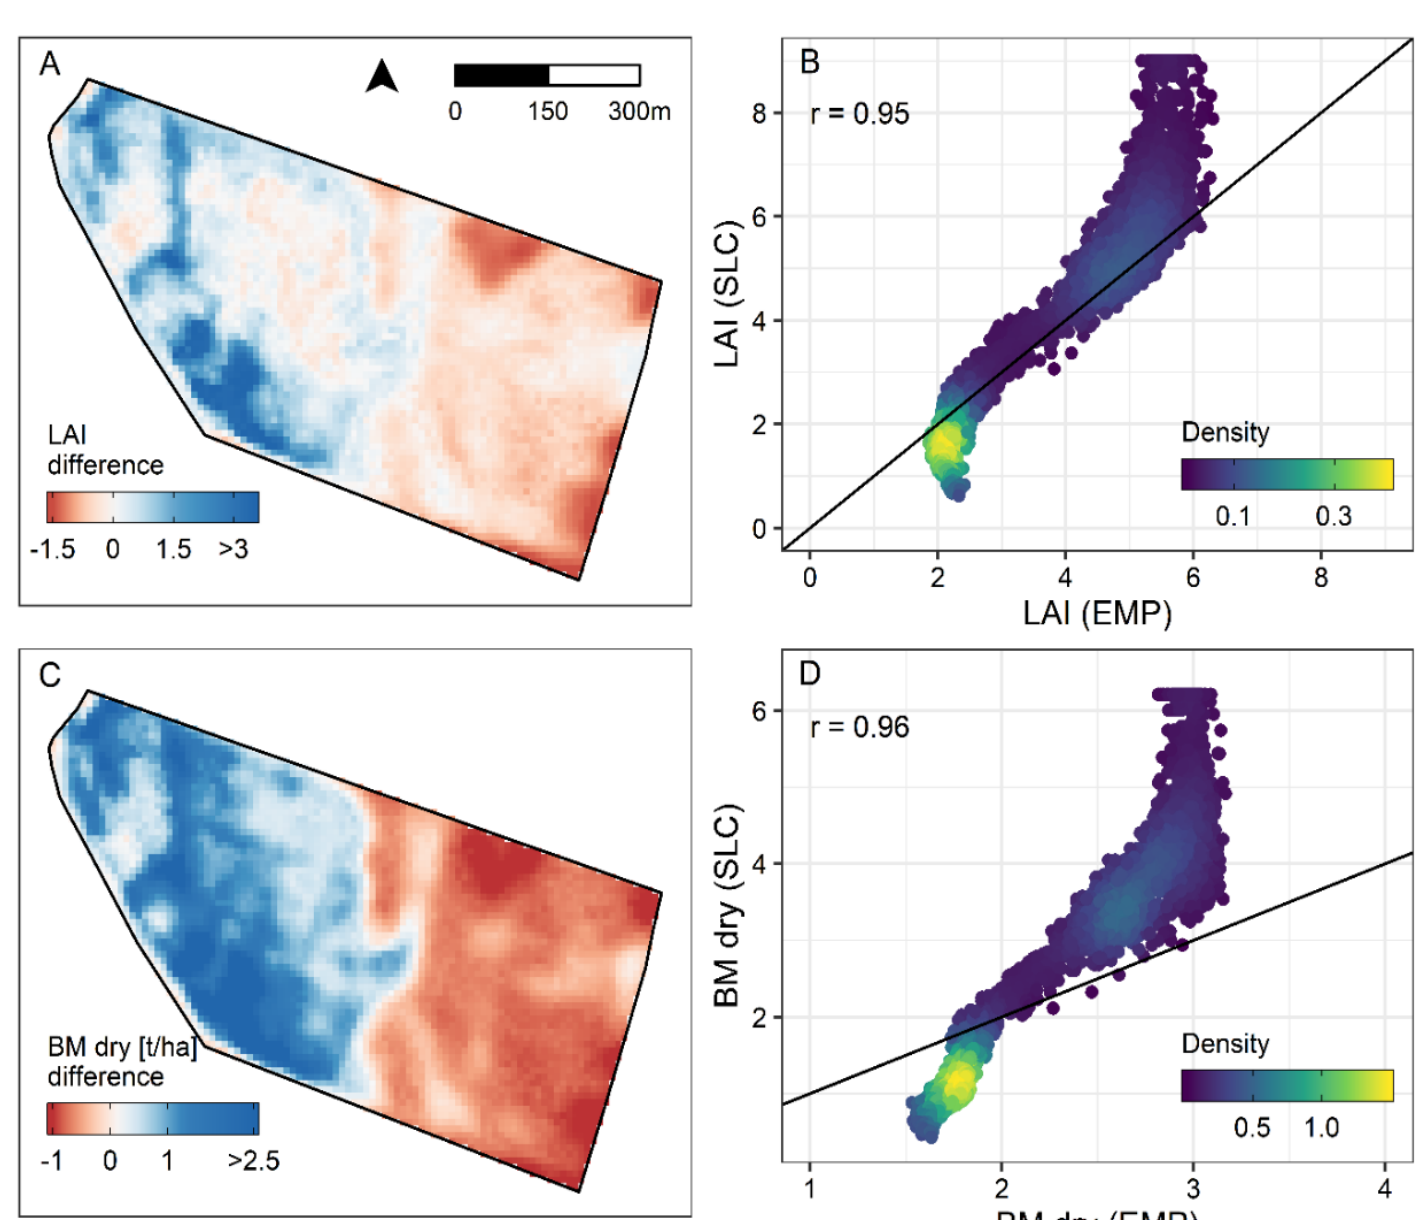 A
0 150 300m
LAI
difference
-1.5 0 1.5 >3
B
r = 0.95
LAI (SLC)
8
6
4
2
0
Density
0.1 0.3
0 2 4 6 8
LAI (EMP)
C
BM dry [t/ha]
difference
-1 0 1 >2.5
D
r = 0.96
BM dry (SLC)
6
4
2
Density
0.5 1.0
1 2 3 4
BM dry (EMP)